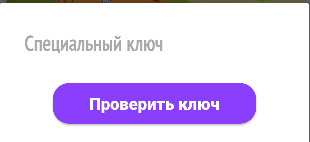 Специальный ключ
Проверить ключ